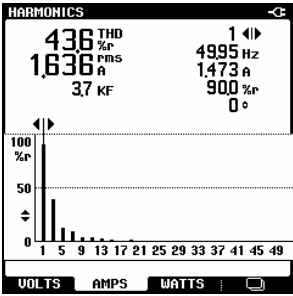 HARMONICS
43.6 THD %r
1.636 rms A
3.7 KF
1
49.95 Hz
1.473 A
90.0 %r
0 °
100
%r
50
0
1 5 9 13 17 21 25 29 33 37 41 45 49
VOLTS AMPS WATTS